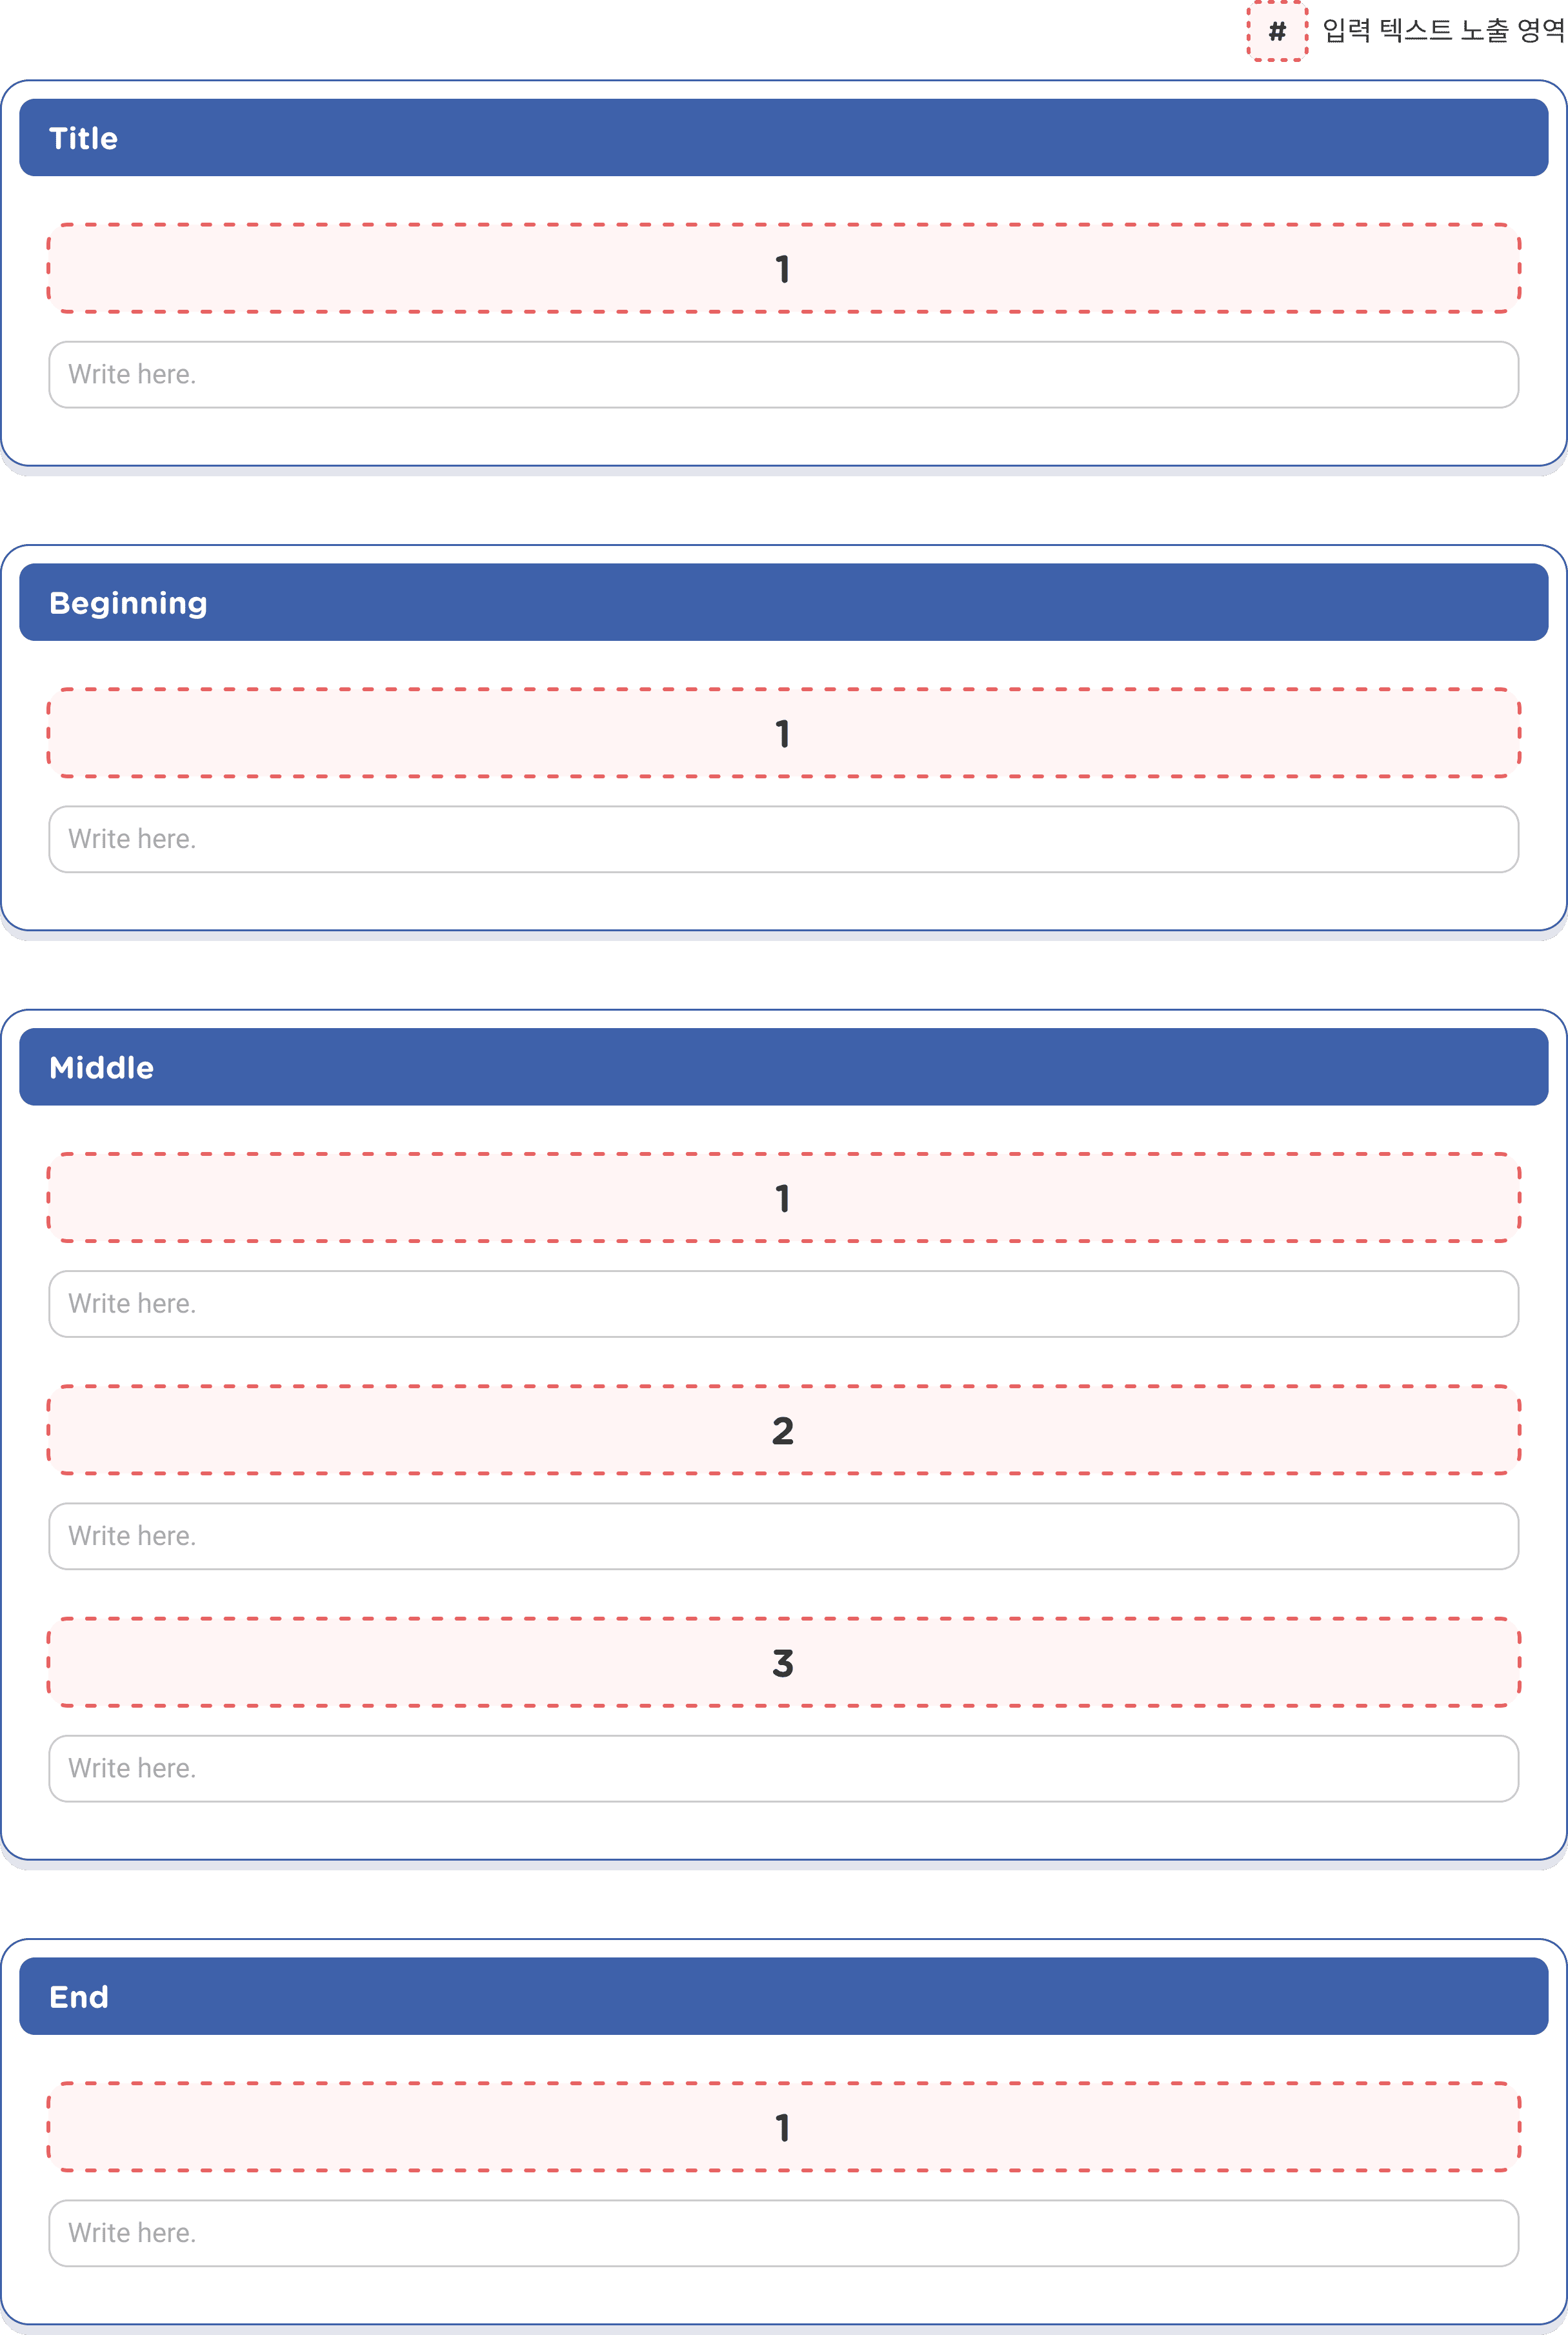 # 입력 텍스트 노출 영역
Title
1
Write here.
Beginning
1
Write here.
Middle
1
Write here.
2
Write here.
3
Write here.
End
1
Write here.